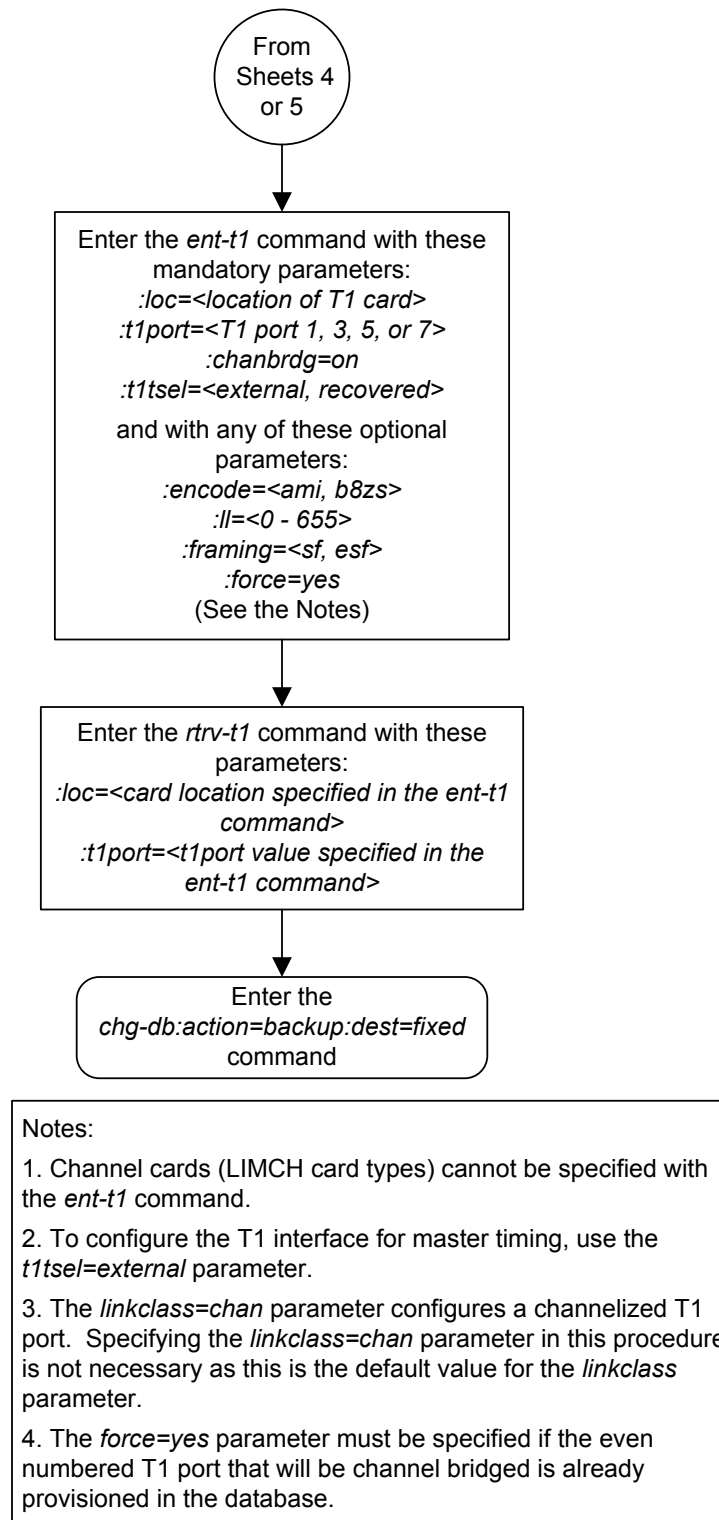 From
Sheets 4
or 5
Enter the ent-t1 command with these
mandatory parameters:
:loc=<location of T1 card>
:t1port=<T1 port 1, 3, 5, or 7>
:chanbrdg=on
:t1tsel=<external, recovered>
and with any of these optional
parameters:
:encode=<ami, b8zs>
:ll=<0 - 655>
:framing=<sf, esf>
:force=yes
(See the Notes)
Enter the rtrv-t1 command with these
parameters:
:loc=<card location specified in the ent-t1
command>
:t1port=<t1port value specified in the
ent-t1 command>
Enter the
chg-db:action=backup:dest=fixed
command
Notes:
1. Channel cards (LIMCH card types) cannot be specified with
the ent-t1 command.
2. To configure the T1 interface for master timing, use the
t1tsel=external parameter.
3. The linkclass=chan parameter configures a channelized T1
port.  Specifying the linkclass=chan parameter in this procedure
is not necessary as this is the default value for the linkclass
parameter.
4. The force=yes parameter must be specified if the even
numbered T1 port that will be channel bridged is already
provisioned in the database.